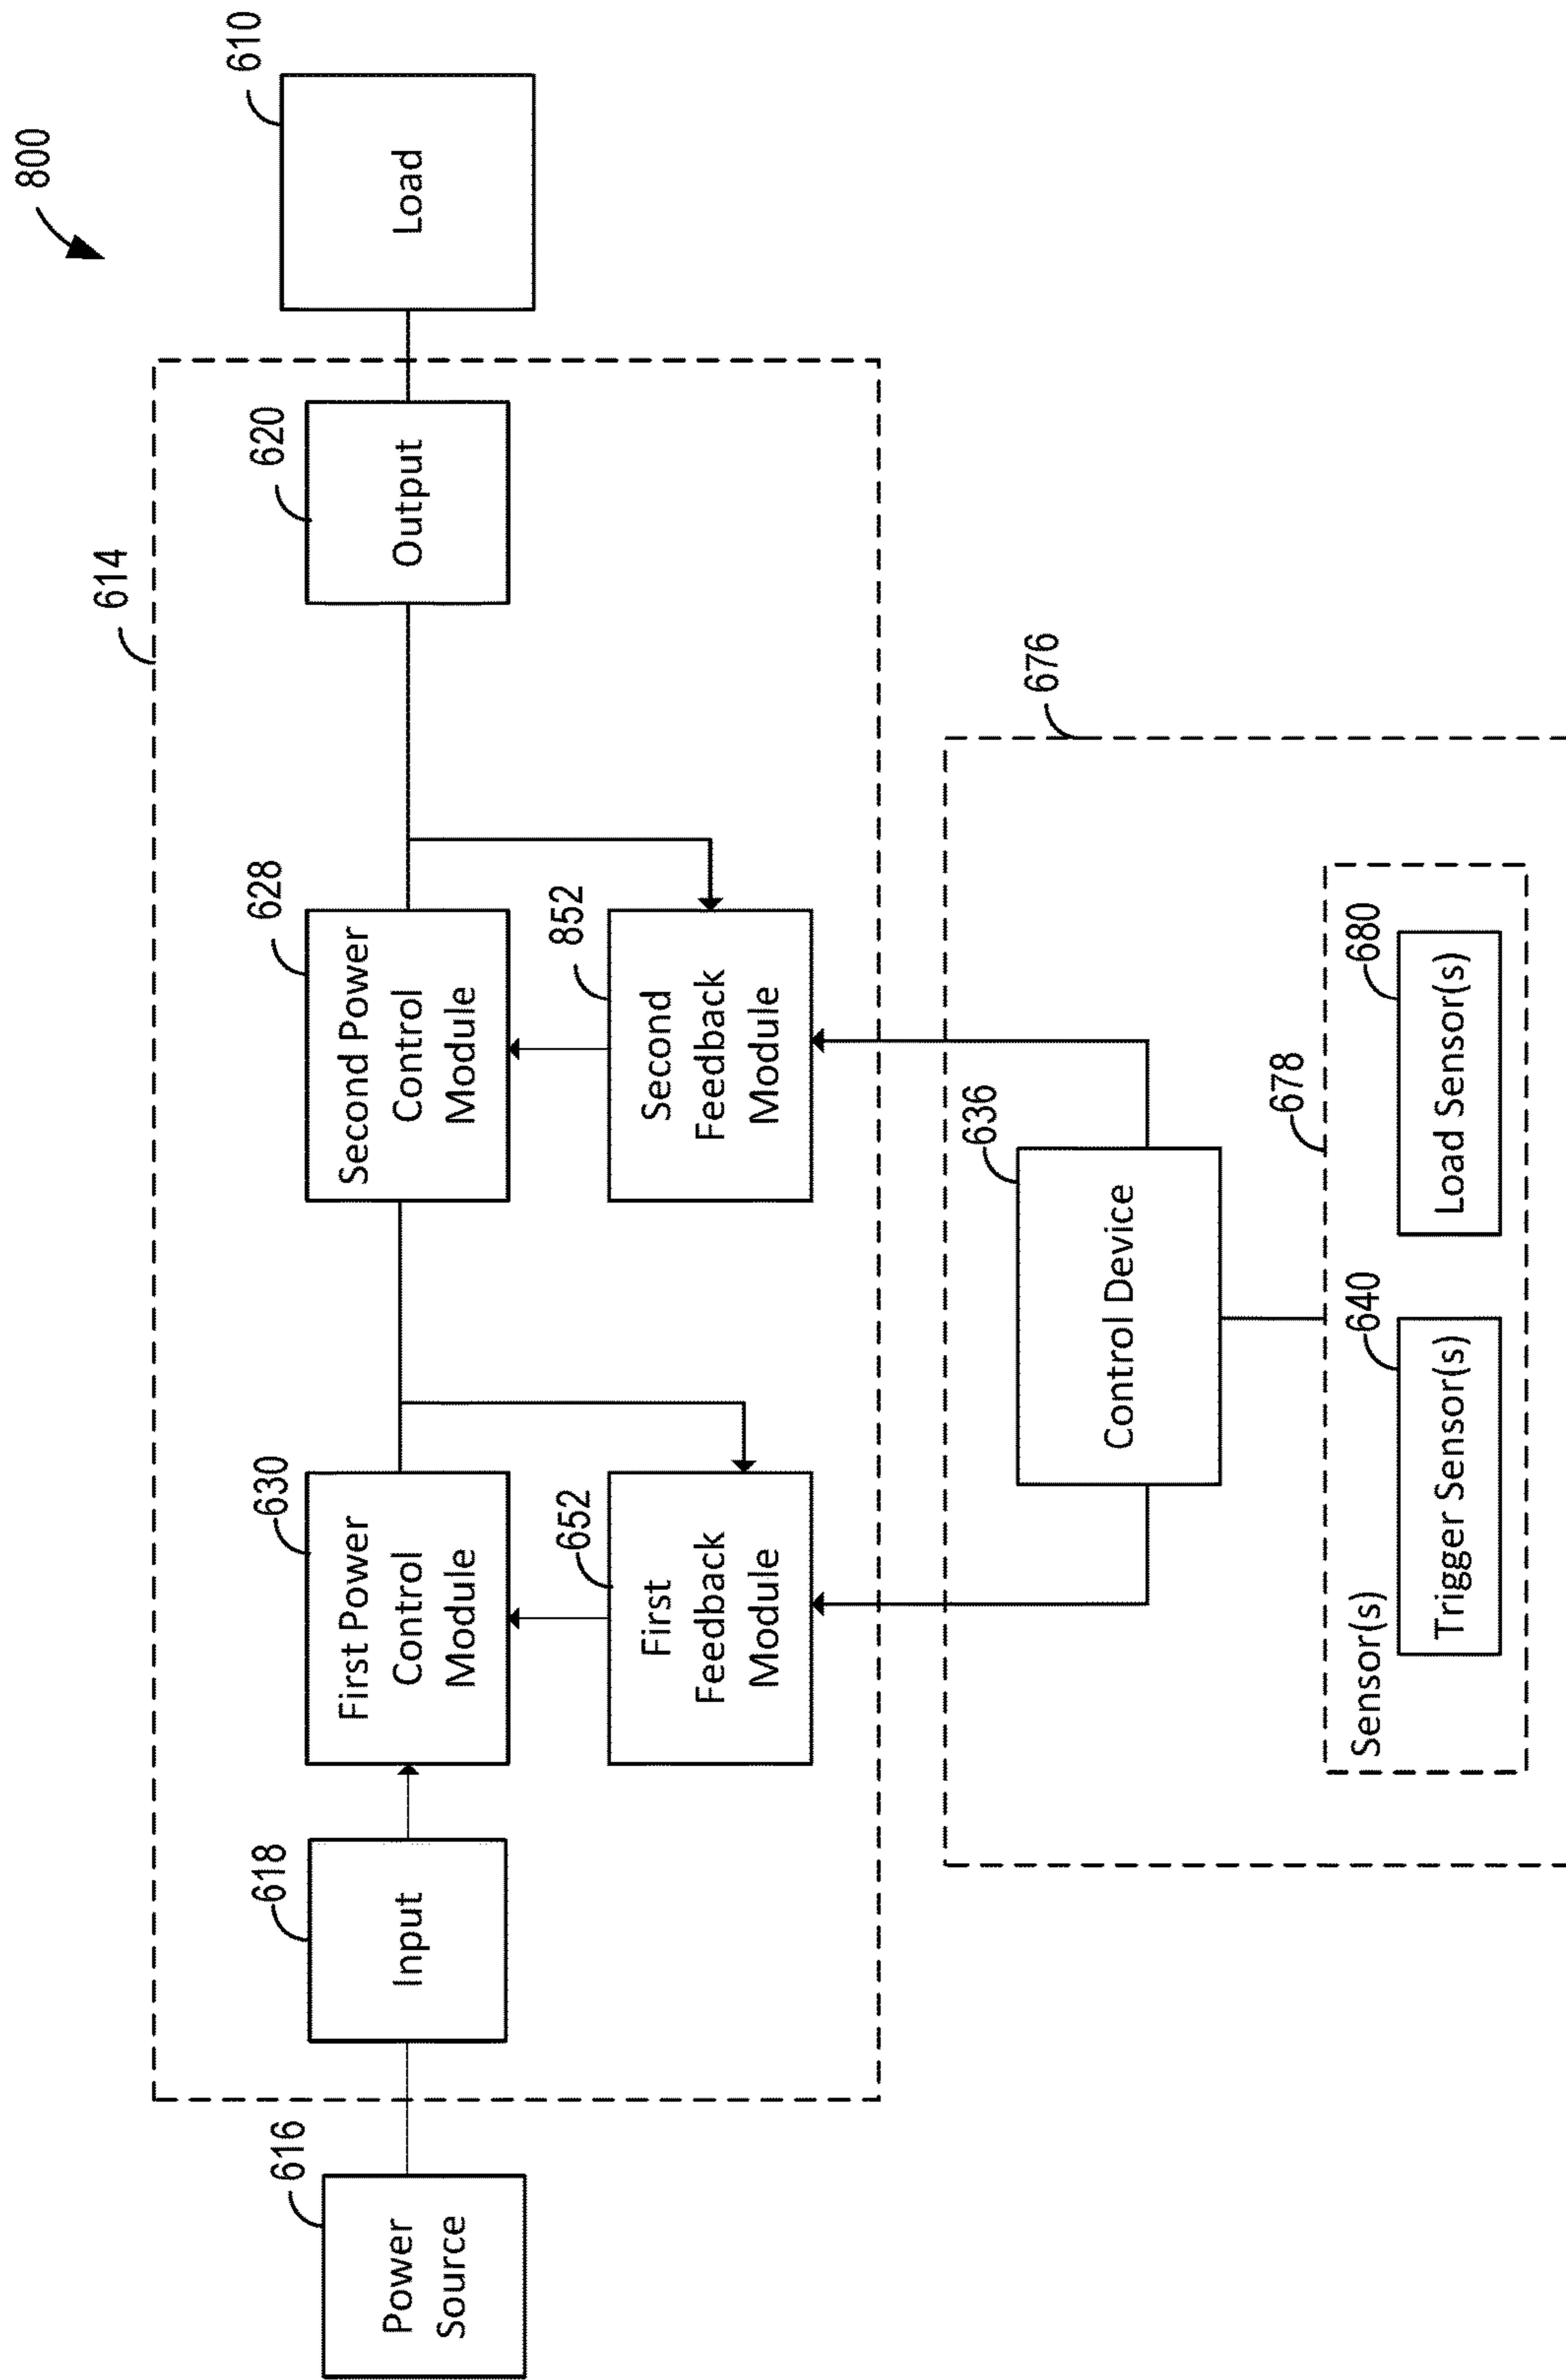 800
614
616
Power
Source
618
Input
630
First Power
Control
Module
628
Second Power
Control
Module
620
Output
610
Load
652
First
Feedback
Module
852
Second
Feedback
Module
676
636
Control Device
678
Sensor(s)
640
Trigger Sensor(s)
680
Load Sensor(s)